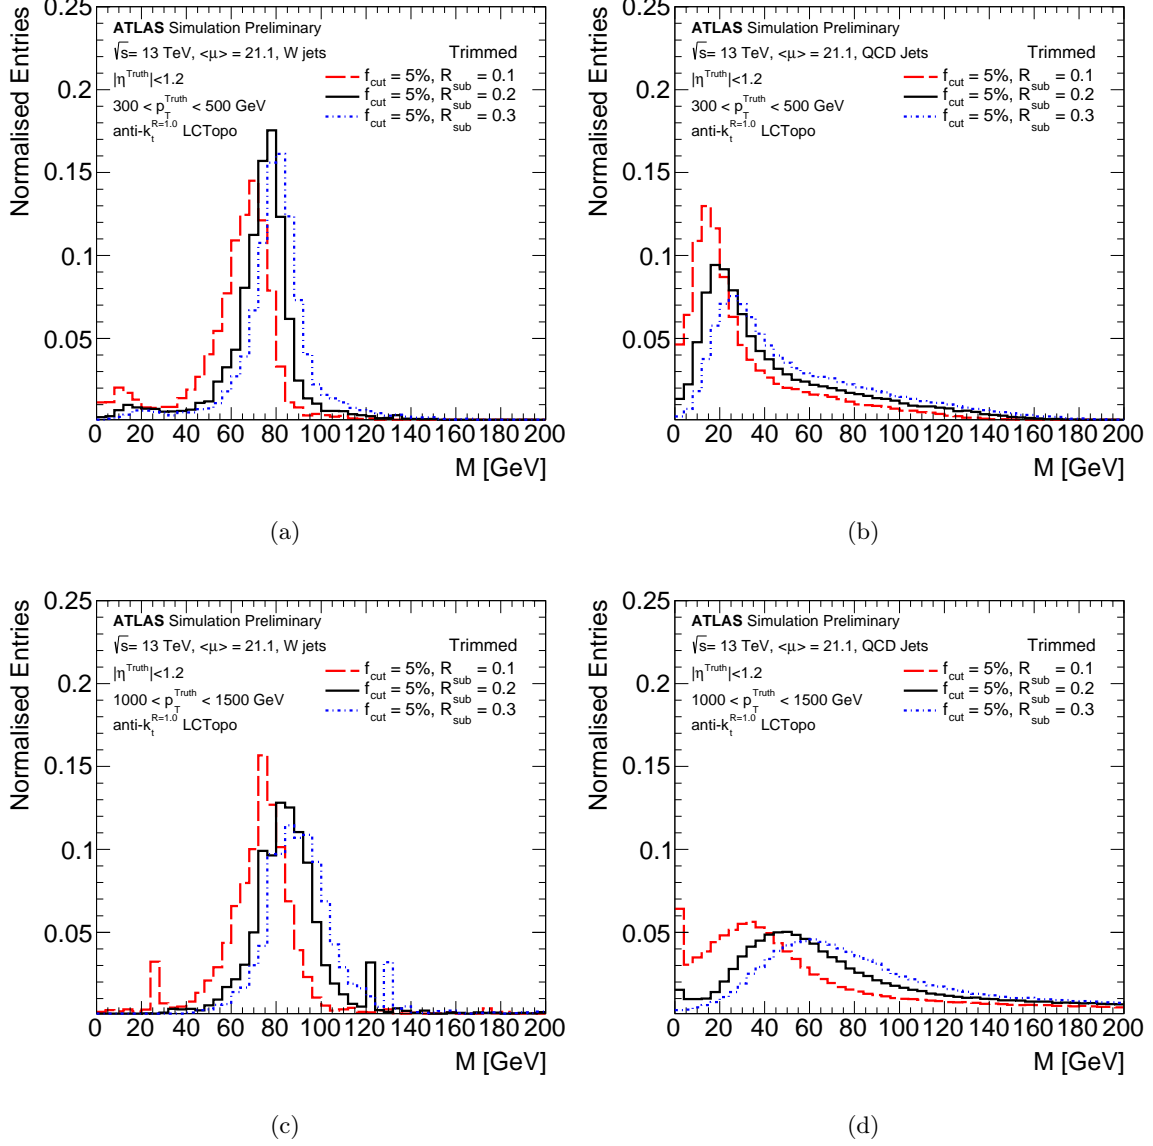 Normalised Entries
0.25
0.2
0.15
0.1
0.05
ATLAS Simulation Preliminary
√s= 13 TeV, <μ> = 21.1, W jets
|η^Truth|<1.2
300 < p_T^Truth < 500 GeV
anti-k_t^R=1.0 LCTopo
Trimmed
f_cut = 5%, R_sub = 0.1
f_cut = 5%, R_sub = 0.2
f_cut = 5%, R_sub = 0.3
0 20 40 60 80 100 120 140 160 180 200
M [GeV]
(a)
Normalised Entries
0.25
0.2
0.15
0.1
0.05
ATLAS Simulation Preliminary
√s= 13 TeV, <μ> = 21.1, QCD Jets
|η^Truth|<1.2
300 < p_T^Truth < 500 GeV
anti-k_t^R=1.0 LCTopo
Trimmed
f_cut = 5%, R_sub = 0.1
f_cut = 5%, R_sub = 0.2
f_cut = 5%, R_sub = 0.3
0 20 40 60 80 100 120 140 160 180 200
M [GeV]
(b)
Normalised Entries
0.25
0.2
0.15
0.1
0.05
ATLAS Simulation Preliminary
√s= 13 TeV, <μ> = 21.1, W jets
|η^Truth|<1.2
1000 < p_T^Truth < 1500 GeV
anti-k_t^R=1.0 LCTopo
Trimmed
f_cut = 5%, R_sub = 0.1
f_cut = 5%, R_sub = 0.2
f_cut = 5%, R_sub = 0.3
0 20 40 60 80 100 120 140 160 180 200
M [GeV]
(c)
Normalised Entries
0.25
0.2
0.15
0.1
0.05
ATLAS Simulation Preliminary
√s= 13 TeV, <μ> = 21.1, QCD Jets
|η^Truth|<1.2
1000 < p_T^Truth < 1500 GeV
anti-k_t^R=1.0 LCTopo
Trimmed
f_cut = 5%, R_sub = 0.1
f_cut = 5%, R_sub = 0.2
f_cut = 5%, R_sub = 0.3
0 20 40 60 80 100 120 140 160 180 200
M [GeV]
(d)